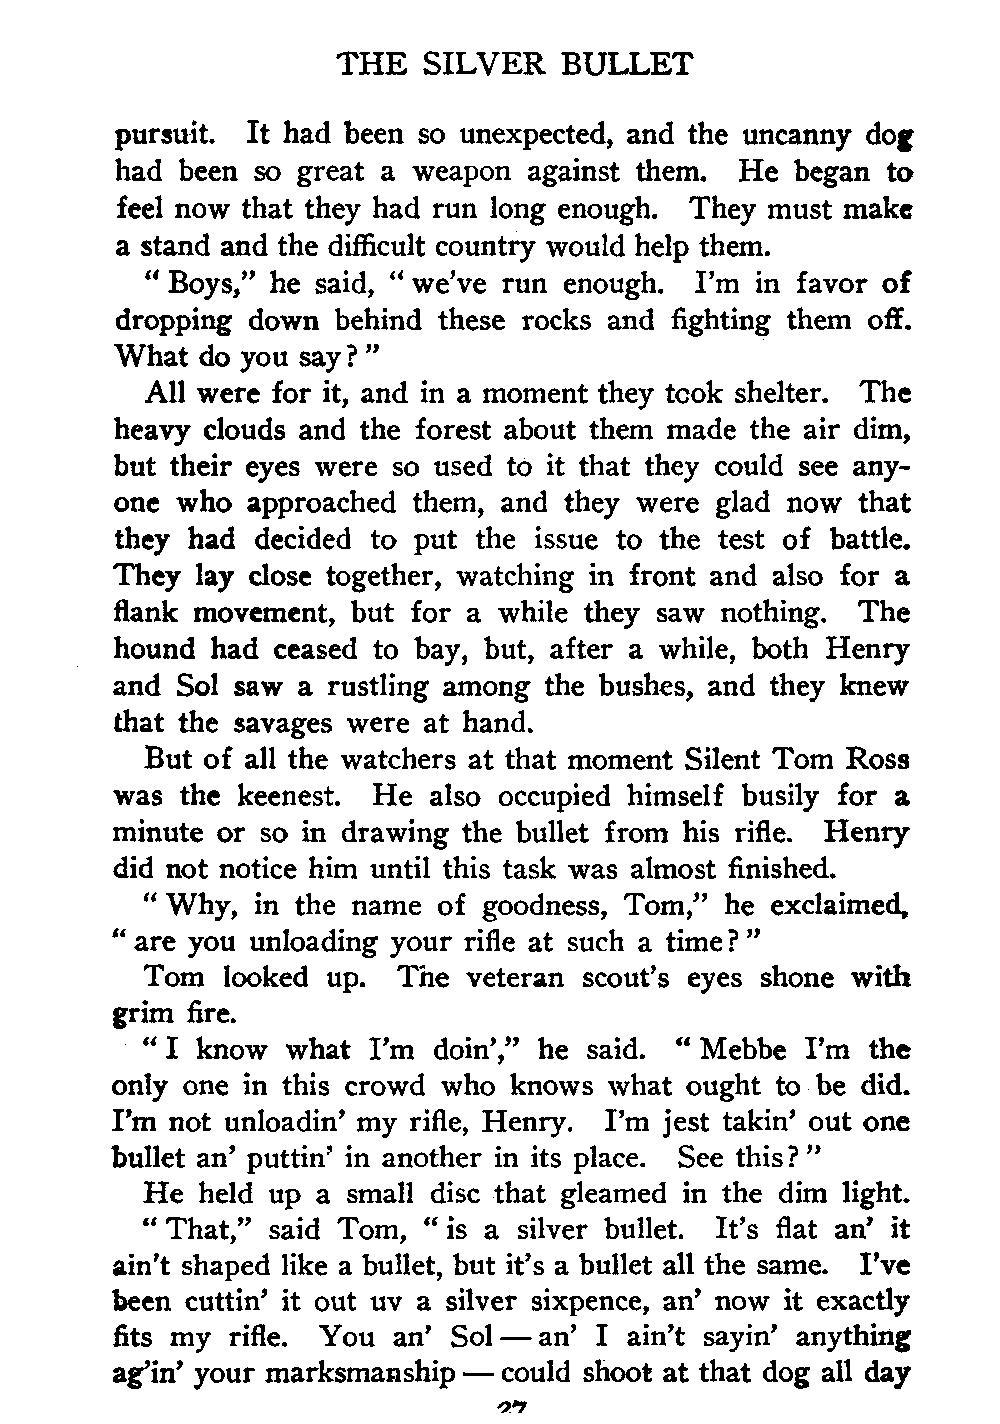 THE SILVER BULLET
pursuit. It had been so unexpected, and the uncanny dog
had been so great a weapon against them. He began to
feel now that they had run long enough. They must make
a stand and the difficult country would help them.
“ Boys,” he said, “ we’ve run enough. I’m in favor of
dropping down behind these rocks and fighting them off.
What do you say? ”
All were for it, and in a moment they took shelter. The
heavy clouds and the forest about them made the air dim,
but their eyes were so used to it that they could see any-
one who approached them, and they were glad now that
they had decided to put the issue to the test of battle.
They lay close together, watching in front and also for a
flank movement, but for a while they saw nothing. The
hound had ceased to bay, but, after a while, both Henry
and Sol saw a rustling among the bushes, and they knew
that the savages were at hand.
But of all the watchers at that moment Silent Tom Ross
was the keenest. He also occupied himself busily for a
minute or so in drawing the bullet from his rifle. Henry
did not notice him until this task was almost finished.
“ Why, in the name of goodness, Tom,” he exclaimed,
“ are you unloading your rifle at such a time? ”
Tom looked up. The veteran scout’s eyes shone with
grim fire.
“ I know what I’m doin’,” he said. “ Mebbe I’m the
only one in this crowd who knows what ought to be did.
I’m not unloadin’ my rifle, Henry. I’m jest takin’ out one
bullet an’ puttin’ in another in its place. See this? ”
He held up a small disc that gleamed in the dim light.
“ That,” said Tom, “ is a silver bullet. It’s flat an’ it
ain’t shaped like a bullet, but it’s a bullet all the same. I’ve
been cuttin’ it out uv a silver sixpence, an’ now it exactly
fits my rifle. You an’ Sol — an’ I ain’t sayin’ anything
ag’in’ your marksmanship — could shoot at that dog all day
27